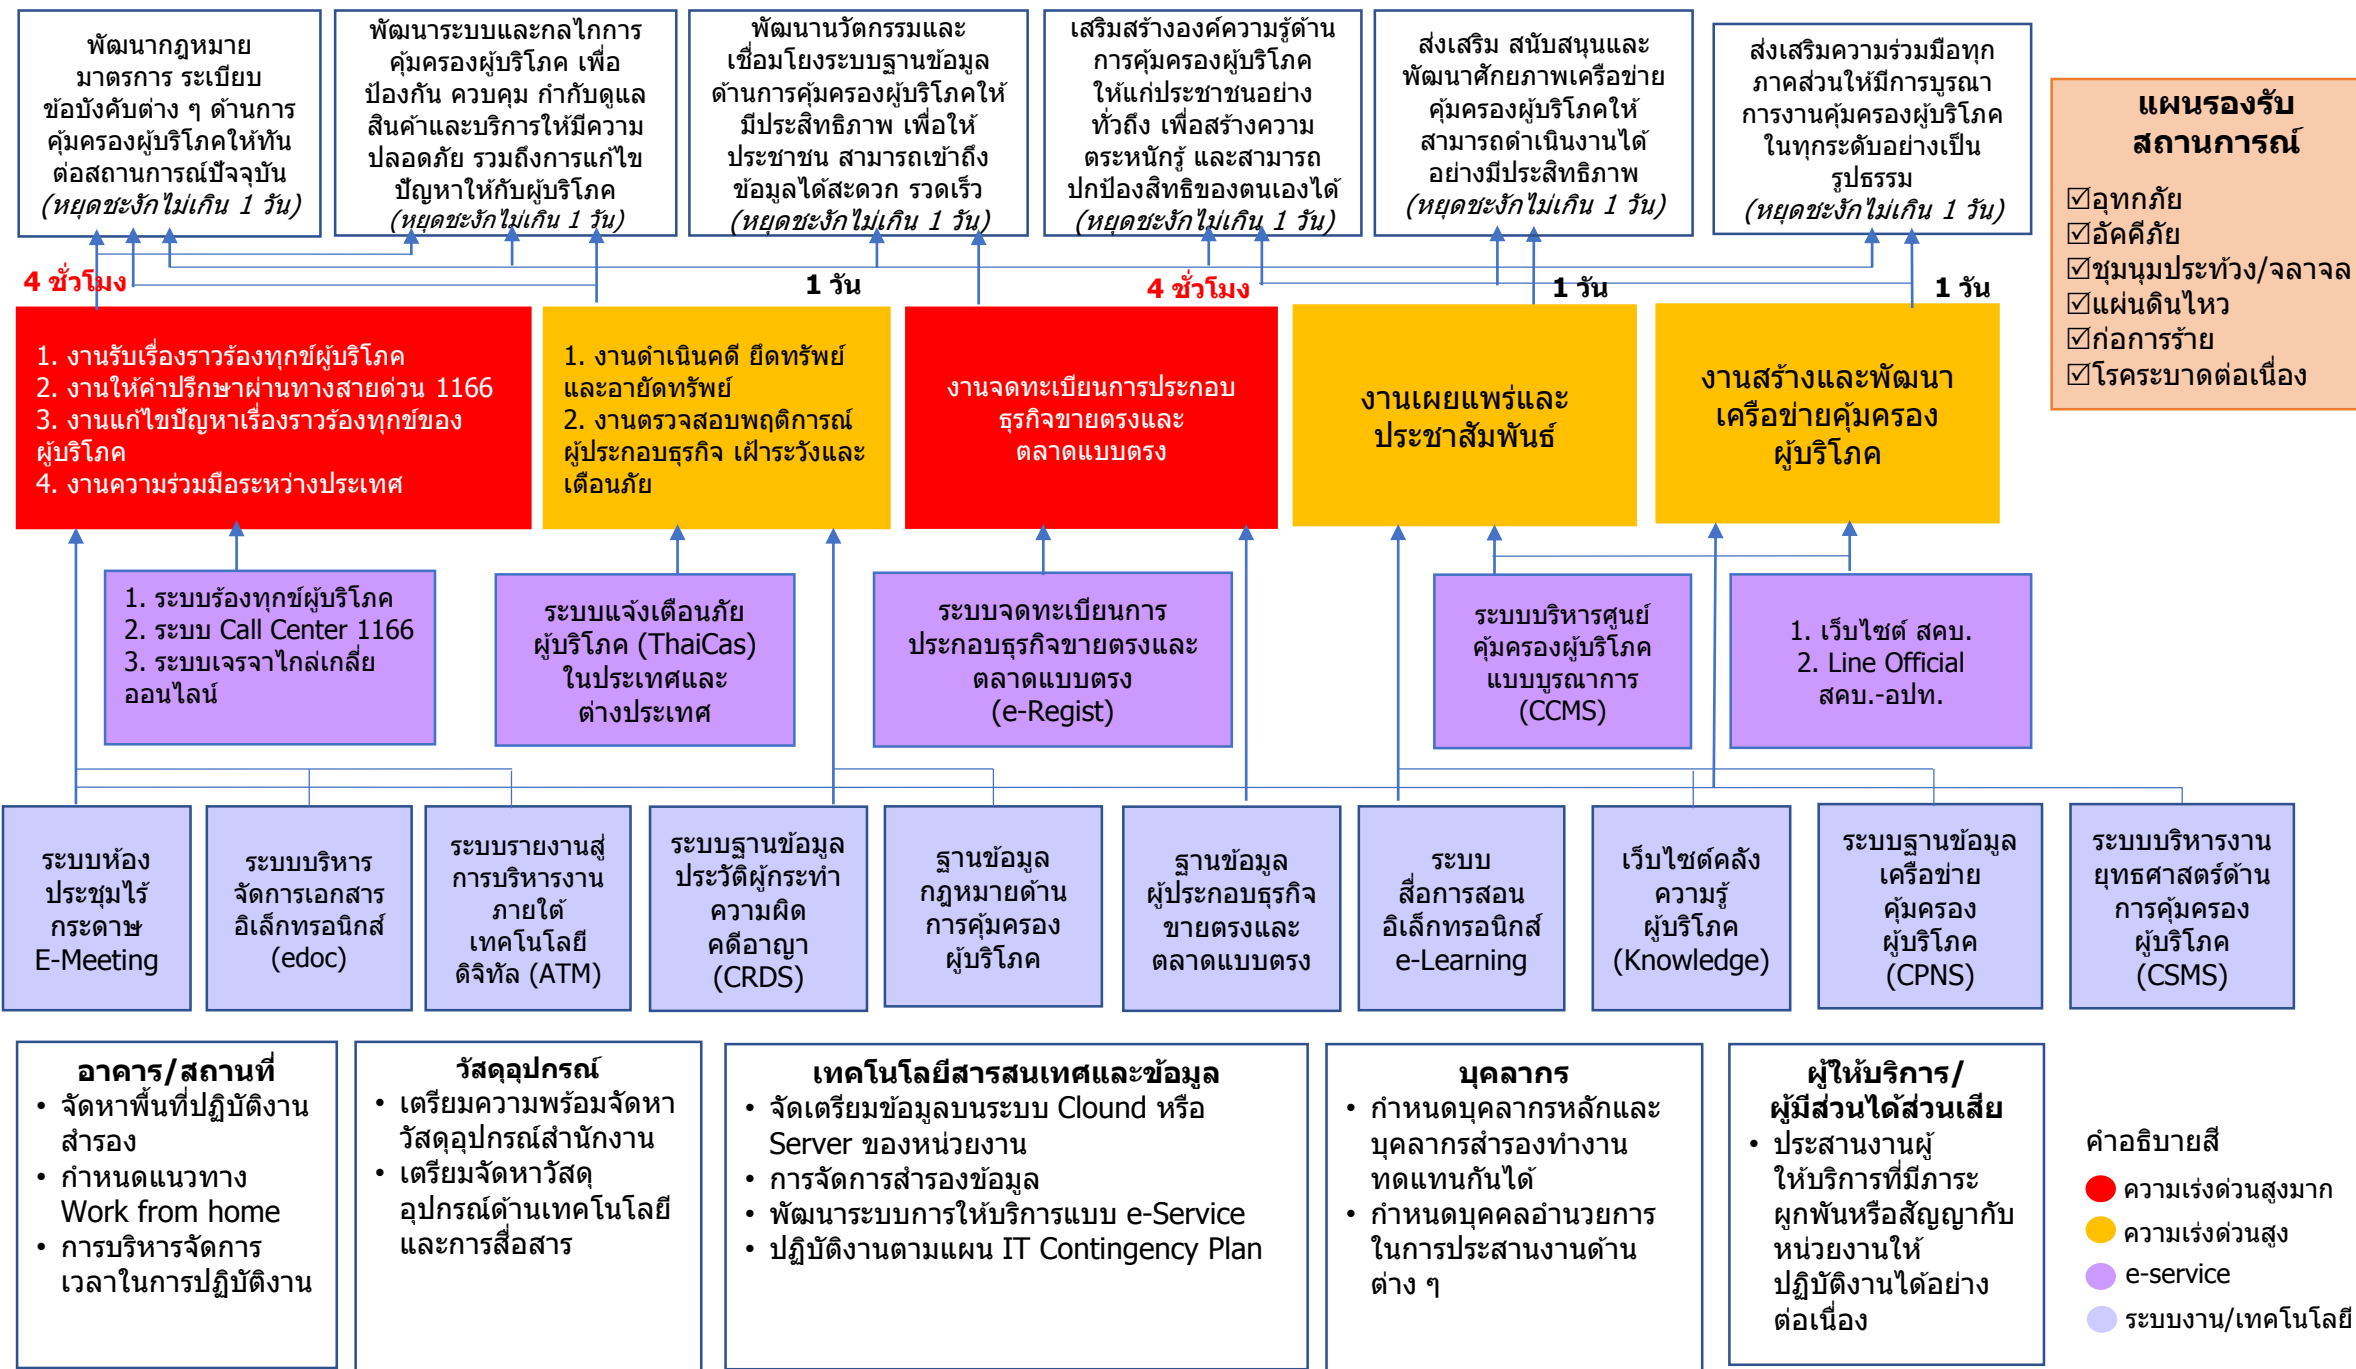 พัฒนากฎหมาย
มาตรการ ระเบียบ
ข้อบังคับต่าง ๆ ด้านการ
คุ้มครองผู้บริโภคให้ทัน
ต่อสถานการณ์ปัจจุบัน
(หยุดชะงักไม่เกิน 1 วัน)
พัฒนาระบบและกลไกการ
คุ้มครองผู้บริโภค เพื่อ
ป้องกัน ควบคุม กำกับดูแล
สินค้าและบริการให้มีความ
ปลอดภัย รวมถึงการแก้ไข
ปัญหาให้กับผู้บริโภค
(หยุดชะงักไม่เกิน 1 วัน)
พัฒนานวัตกรรมและ
เชื่อมโยงระบบฐานข้อมูล
ด้านการคุ้มครองผู้บริโภคให้
มีประสิทธิภาพ เพื่อให้
ประชาชน สามารถเข้าถึง
ข้อมูลได้สะดวก รวดเร็ว
(หยุดชะงักไม่เกิน 1 วัน)
เสริมสร้างองค์ความรู้ด้าน
การคุ้มครองผู้บริโภค
ให้แก่ประชาชนอย่าง
ทั่วถึง เพื่อสร้างความ
ตระหนักรู้ และสามารถ
ปกป้องสิทธิของตนเองได้
(หยุดชะงักไม่เกิน 1 วัน)
ส่งเสริม สนับสนุนและ
พัฒนาศักยภาพเครือข่าย
คุ้มครองผู้บริโภคให้
สามารถดำเนินงานได้
อย่างมีประสิทธิภาพ
(หยุดชะงักไม่เกิน 1 วัน)
ส่งเสริมความร่วมมือทุก
ภาคส่วนให้มีการบูรณา
การงานคุ้มครองผู้บริโภค
ในทุกระดับอย่างเป็น
รูปธรรม
(หยุดชะงักไม่เกิน 1 วัน)
แผนรองรับ
สถานการณ์
☑อุทกภัย
☑อัคคีภัย
☑ชุมนุมประท้วง/จลาจล
☑แผ่นดินไหว
☑ก่อการร้าย
☑โรคระบาดต่อเนื่อง
4 ชั่วโมง
1 วัน
4 ชั่วโมง
1 วัน
1 วัน
1. งานรับเรื่องราวร้องทุกข์ผู้บริโภค
2. งานให้คำปรึกษาผ่านทางสายด่วน 1166
3. งานแก้ไขปัญหาเรื่องราวร้องทุกข์ของ
ผู้บริโภค
4. งานความร่วมมือระหว่างประเทศ
1. งานดำเนินคดี ยึดทรัพย์
และอายัดทรัพย์
2. งานตรวจสอบพฤติการณ์
ผู้ประกอบธุรกิจ เฝ้าระวังและ
เตือนภัย
งานจดทะเบียนการประกอบ
ธุรกิจขายตรงและ
ตลาดแบบตรง
งานเผยแพร่และ
ประชาสัมพันธ์
งานสร้างและพัฒนา
เครือข่ายคุ้มครอง
ผู้บริโภค
1. ระบบร้องทุกข์ผู้บริโภค
2. ระบบ Call Center 1166
3. ระบบเจรจาไกล่เกลี่ย
ออนไลน์
ระบบแจ้งเตือนภัย
ผู้บริโภค (ThaiCas)
ในประเทศและ
ต่างประเทศ
ระบบจดทะเบียนการ
ประกอบธุรกิจขายตรงและ
ตลาดแบบตรง
(e-Regist)
ระบบบริหารศูนย์
คุ้มครองผู้บริโภค
แบบบูรณาการ
(CCMS)
1. เว็บไซต์ สคบ.
2. Line Official
สคบ.-อปท.
ระบบห้อง
ประชุมไร้
กระดาษ
E-Meeting
ระบบบริหาร
จัดการเอกสาร
อิเล็กทรอนิกส์
(edoc)
ระบบรายงานสู่
การบริหารงาน
ภายใต้
เทคโนโลยี
ดิจิทัล (ATM)
ระบบฐานข้อมูล
ประวัติผู้กระทำ
ความผิด
คดีอาญา
(CRDS)
ฐานข้อมูล
กฎหมายด้าน
การคุ้มครอง
ผู้บริโภค
ฐานข้อมูล
ผู้ประกอบธุรกิจ
ขายตรงและ
ตลาดแบบตรง
ระบบ
สื่อการสอน
อิเล็กทรอนิกส์
e-Learning
เว็บไซต์คลัง
ความรู้
ผู้บริโภค
(Knowledge)
ระบบฐานข้อมูล
เครือข่าย
คุ้มครอง
ผู้บริโภค
(CPNS)
ระบบบริหารงาน
ยุทธศาสตร์ด้าน
การคุ้มครอง
ผู้บริโภค
(CSMS)
อาคาร/สถานที่
• จัดหาพื้นที่ปฏิบัติงาน
สำรอง
• กำหนดแนวทาง
Work from home
• การบริหารจัดการ
เวลาในการปฏิบัติงาน
วัสดุอุปกรณ์
• เตรียมความพร้อมจัดหา
วัสดุอุปกรณ์สำนักงาน
• เตรียมจัดหาวัสดุ
อุปกรณ์ด้านเทคโนโลยี
และการสื่อสาร
เทคโนโลยีสารสนเทศและข้อมูล
• จัดเตรียมข้อมูลบนระบบ Clound หรือ
Server ของหน่วยงาน
• การจัดการสำรองข้อมูล
• พัฒนาระบบการให้บริการแบบ e-Service
• ปฏิบัติงานตามแผน IT Contingency Plan
บุคลากร
• กำหนดบุคลากรหลักและ
บุคลากรสำรองทำงาน
ทดแทนกันได้
• กำหนดบุคคลอำนวยการ
ในการประสานงานด้าน
ต่าง ๆ
ผู้ให้บริการ/
ผู้มีส่วนได้ส่วนเสีย
• ประสานงานผู้
ให้บริการที่มีภาระ
ผูกพันหรือสัญญากับ
หน่วยงานให้
ปฏิบัติงานได้อย่าง
ต่อเนื่อง
คำอธิบายสี
ความเร่งด่วนสูงมาก
ความเร่งด่วนสูง
e-service
ระบบงาน/เทคโนโลยี